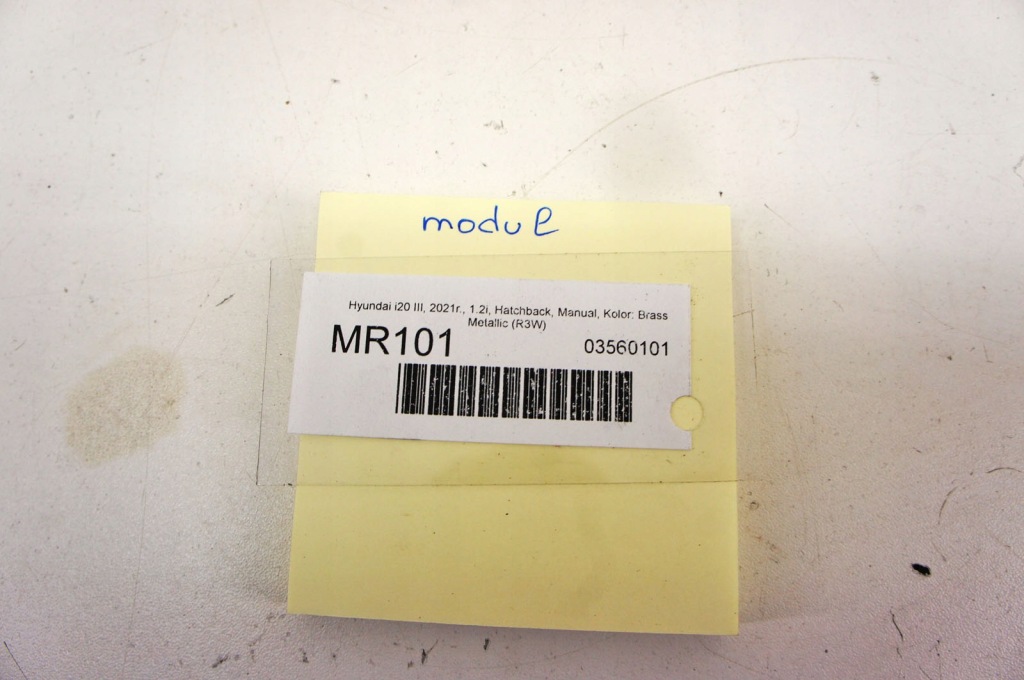 modul
Hyundai i20 III, 2021r., 1.2i, Hatchback, Manual, Kolor: Brass
Metallic (R3W)
MR101
03560101